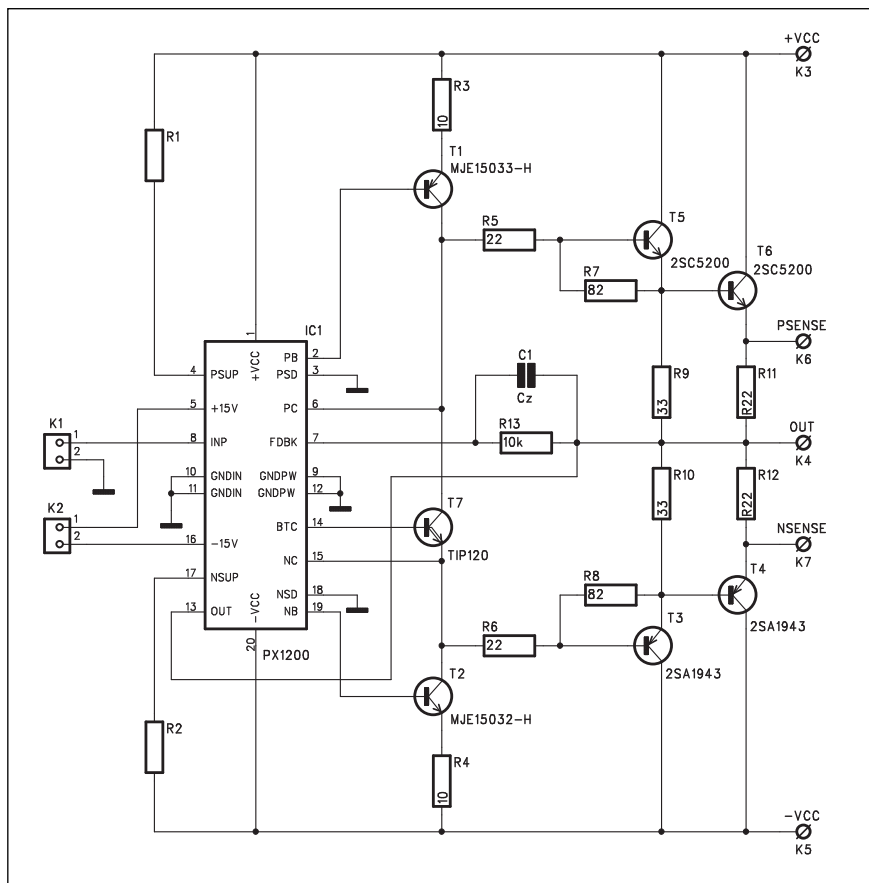 +VCC
K3
R3
10
R1
T1
MJE15033-H
R5
22
T5
2SC5200
T6
2SC5200
R7
82
PSENSE
K6
IC1
1
+VCC
PB 2
PSD 3
4 PSUP
C1
Cz
R9
33
R11
R22
5 +15V
PC 6
K1
1
2
8 INP
FDBK 7
R13
10k
OUT
K4
10 GNDIN
11 GNDIN
GNDPW 9
GNDPW 12
R10
33
R12
R22
K2
1
2
BTC 14
T7
TIP120
16 -15V
NC 15
NSENSE
K7
17 NSUP
NSD 18
R8
82
T4
2SA1943
13 OUT
NB 19
-VCC
20
PX1200
R6
22
T3
2SA1943
T2
MJE15032-H
R2
R4
10
-VCC
K5